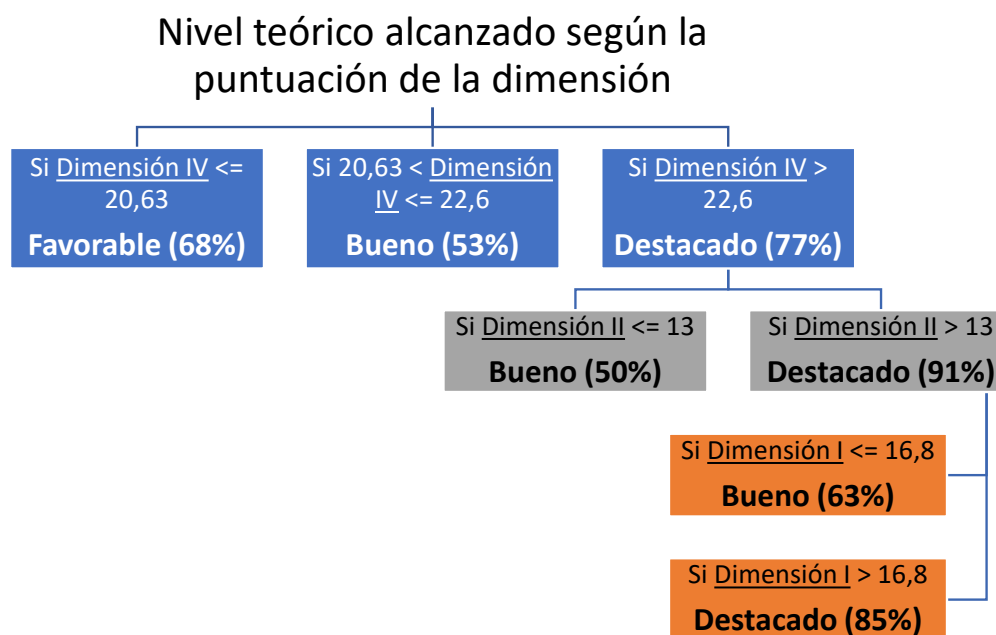 Nivel teórico alcanzado según la
puntuación de la dimensión
Si Dimensión IV <=
20,63
Favorable (68%)
Si 20,63 < Dimensión
IV <= 22,6
Bueno (53%)
Si Dimensión IV >
22,6
Destacado (77%)
Si Dimensión II <= 13
Bueno (50%)
Si Dimensión II > 13
Destacado (91%)
Si Dimensión I <= 16,8
Bueno (63%)
Si Dimensión I > 16,8
Destacado (85%)